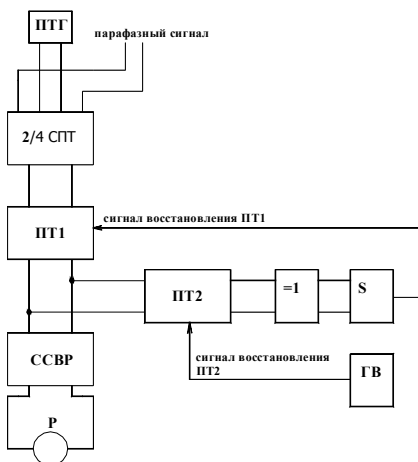 ПТГ
парафазный сигнал
2/4 СПТ
сигнал восстановления ПТ1
ПТ1
ПТ2
=1
S
ССВР
сигнал восстановления
ПТ2
ГВ
Р